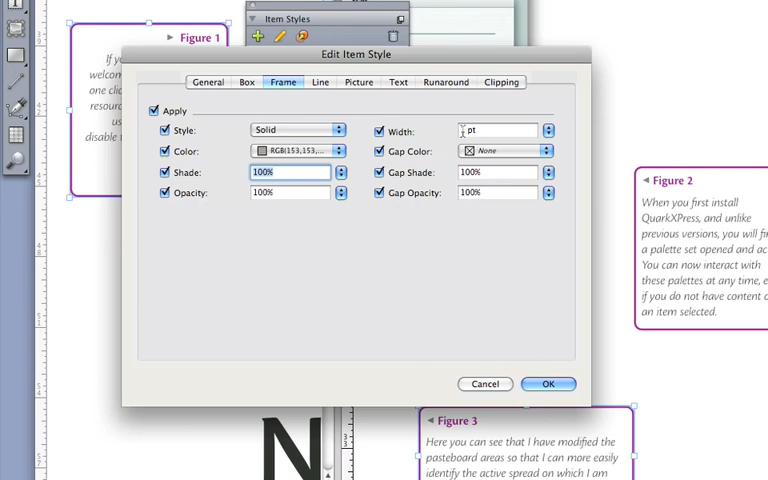 Item Styles
◀ Figure 1
Edit Item Style
General Box Frame Line Picture Text Runaround Clipping
Apply
Style: Solid
Width: pt
Color: RGB(153,153,...
Gap Color: None
Shade: 100%
Gap Shade: 100%
Opacity: 100%
Gap Opacity: 100%
Cancel OK
If
welcom
one clic
resourc
us
disable t
◀ Figure 2
When you first install
QuarkXPress, and unlike
previous versions, you will fi
a palette set opened and ac
You can now interact with
these palettes at any time, e
if you do not have content o
an item selected.
N
◀ Figure 3
Here you can see that I have modified the
pasteboard areas so that I can more easily
identify the active spread on which I am